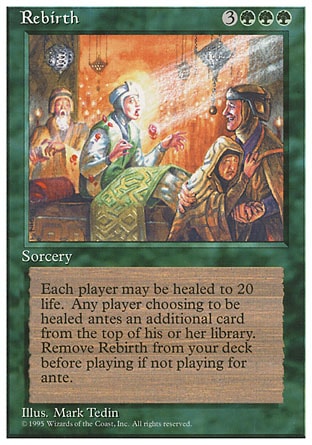 Rebirth 3
Sorcery
Each player may be healed to 20
life. Any player choosing to be
healed antes an additional card
from the top of his or her library.
Remove Rebirth from your deck
before playing if not playing for
ante.
Illus. Mark Tedin
©1995 Wizards of the Coast, Inc. All rights reserved.